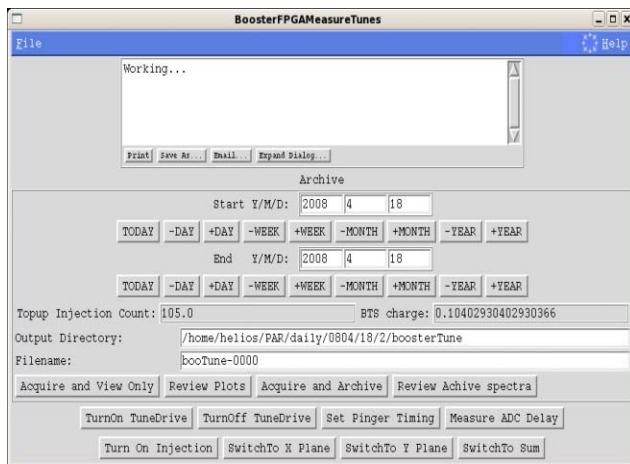 BoosterFPGAMeasureTunes
File Help
Working...
Print Save As... Email... Expand Dialog...
Archive
Start Y/M/D: 2008 4 18
TODAY -DAY +DAY -WEEK +WEEK -MONTH +MONTH -YEAR +YEAR
End Y/M/D: 2008 4 18
TODAY -DAY +DAY -WEEK +WEEK -MONTH +MONTH -YEAR +YEAR
Topup Injection Count: 105.0 BTS charge: 0.10402930402930366
Output Directory: /home/helios/PAR/daily/0804/18/2/boosterTune
Filename: booTune-0000
Acquire and View Only Review Plots Acquire and Archive Review Achive spectra
TurnOn TuneDrive TurnOff TuneDrive Set Pinger Timing Measure ADC Delay
Turn On Injection SwitchTo X Plane SwitchTo Y Plane SwitchTo Sum